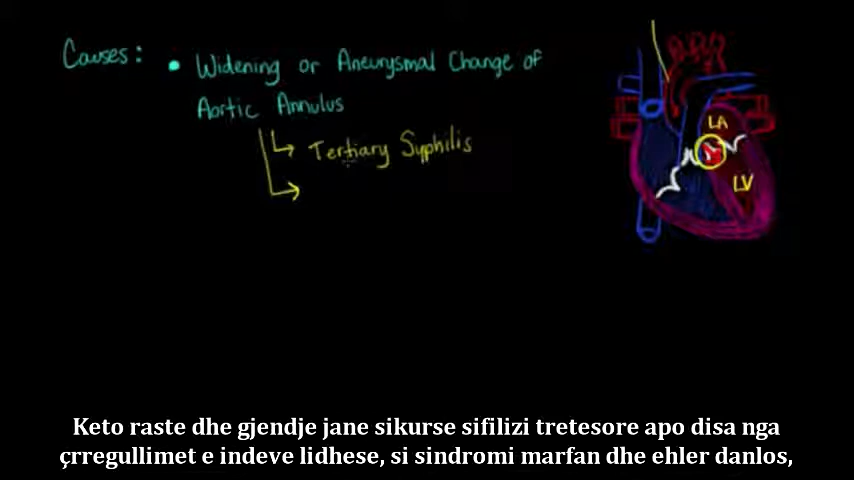 Causes:
• Widening or Aneurysmal Change of
Aortic Annulus
Tertiary Syphilis
LA
LV
Keto raste dhe gjendje jane sikurse sifilizi tretesore apo disa nga
çrregullimet e indeve lidhese, si sindromi marfan dhe ehler danlos,